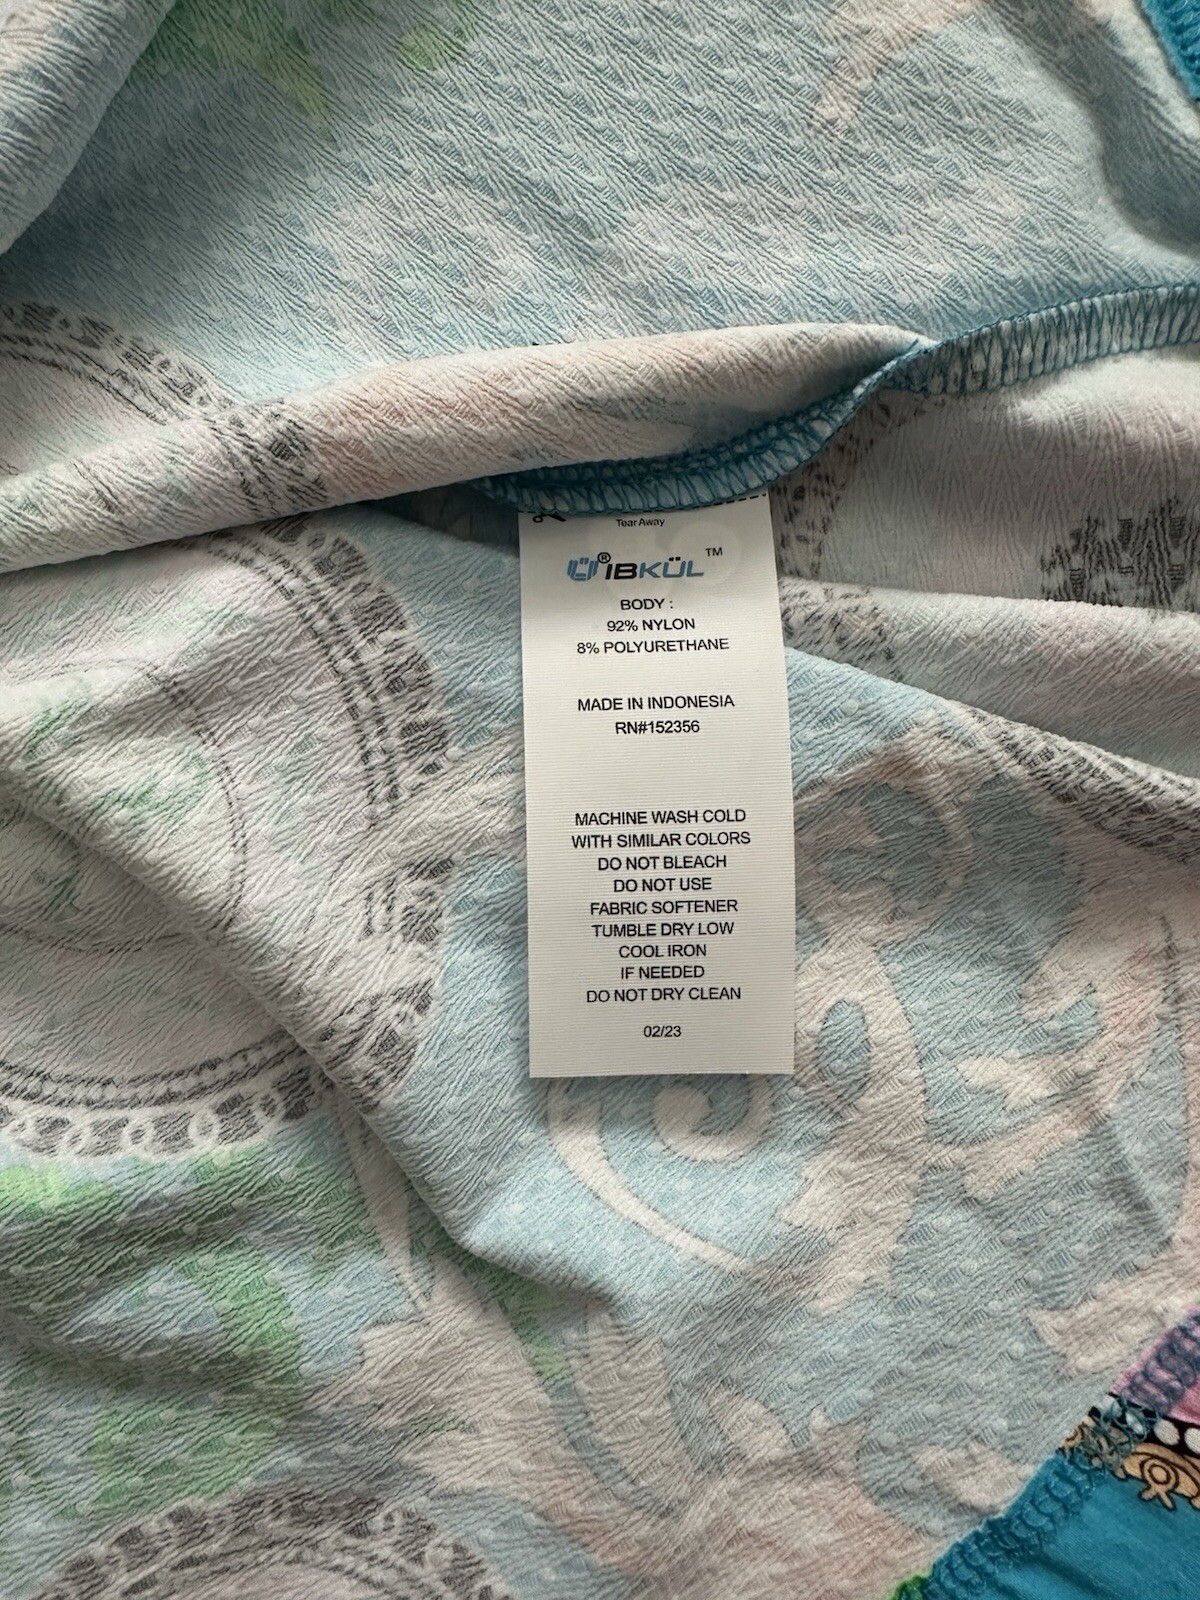 Tear Away
Ü® IBKÜL™
BODY :
92% NYLON
8% POLYURETHANE
MADE IN INDONESIA
RN#152356
MACHINE WASH COLD
WITH SIMILAR COLORS
DO NOT BLEACH
DO NOT USE
FABRIC SOFTENER
TUMBLE DRY LOW
COOL IRON
IF NEEDED
DO NOT DRY CLEAN
02/23